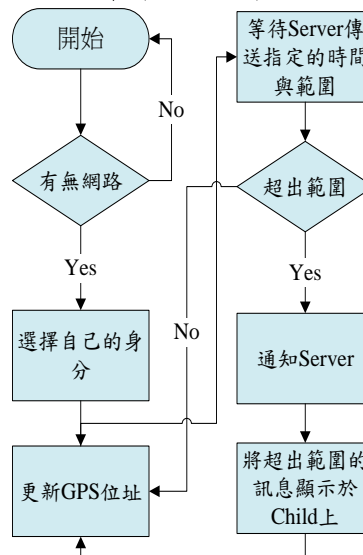 開始
No
有無網路
Yes
選擇自己的身
分
更新GPS位址
等待Server傳
送指定的時間
與範圍
超出範圍
No
Yes
通知Server
將超出範圍的
訊息顯示於
Child上